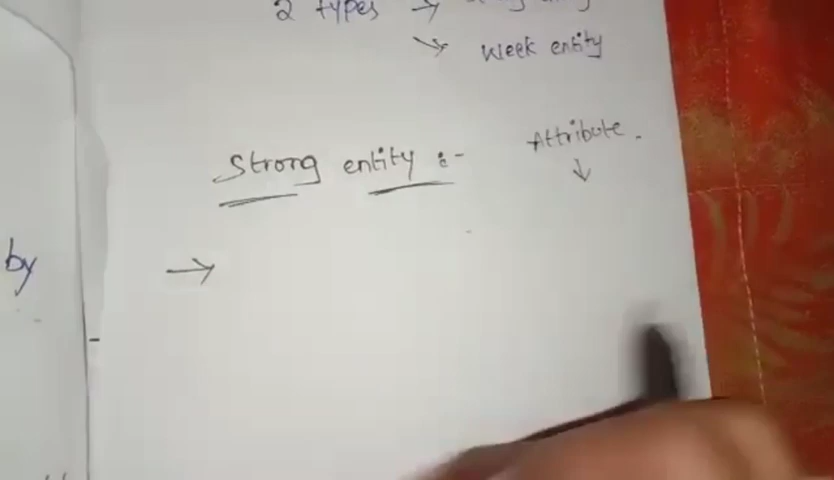 2 types →
→ week entity
Attribute.
↓
Strong entity :-
by
→